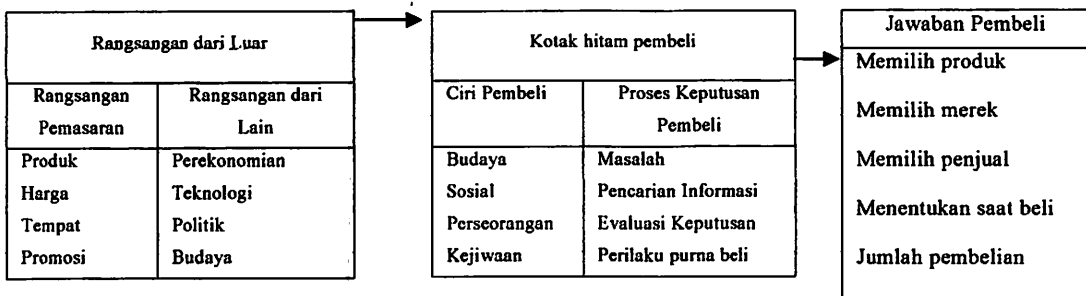 Rangsangan dari Luar
Rangsangan Pemasaran
Rangsangan dari Lain
Produk
Perekonomian
Harga
Teknologi
Tempat
Politik
Promosi
Budaya
Kotak hitam pembeli
Ciri Pembeli
Proses Keputusan
Pembeli
Budaya
Masalah
Sosial
Pencarian Informasi
Perseorangan
Evaluasi Keputusan
Kejiwaan
Perilaku purna beli
Jawaban Pembeli
Memilih produk
Memilih merek
Memilih penjual
Menentukan saat beli
Jumlah pembelian